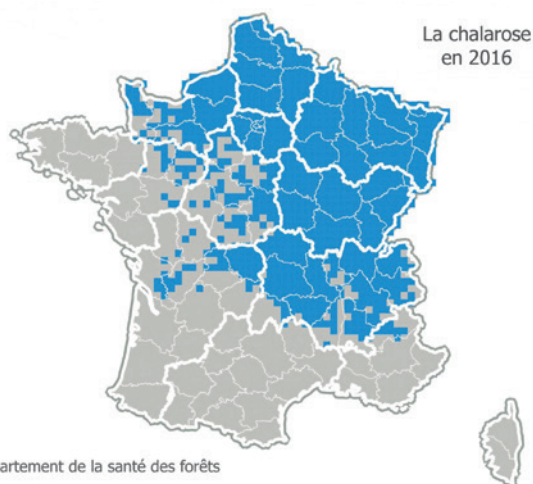 La chalarose
en 2016
artement de la santé des forêts